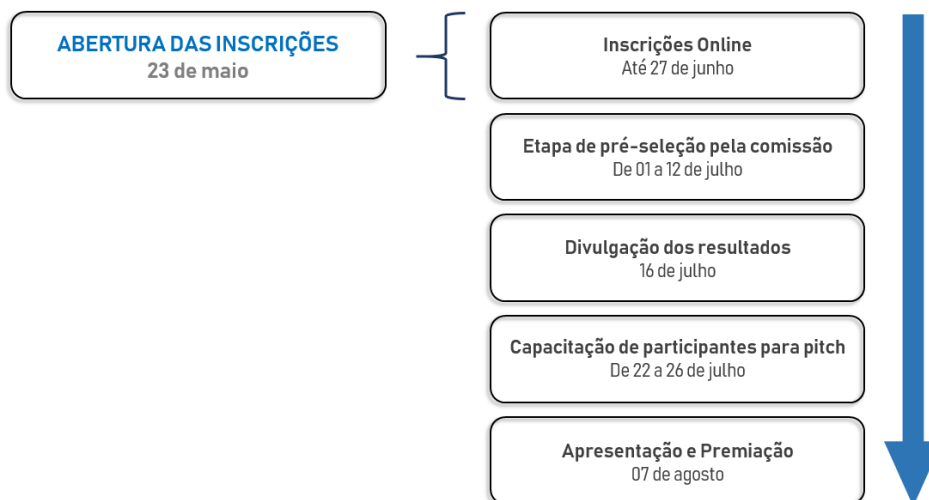 ABERTURA DAS INSCRIÇÕES
23 de maio
Inscrições Online
Até 27 de junho
Etapa de pré-seleção pela comissão
De 01 a 12 de julho
Divulgação dos resultados
16 de julho
Capacitação de participantes para pitch
De 22 a 26 de julho
Apresentação e Premiação
07 de agosto